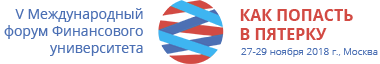 V Международный
форум Финансового
университета
КАК ПОПАСТЬ
В ПЯТЕРКУ
27-29 ноября 2018 г., Москва